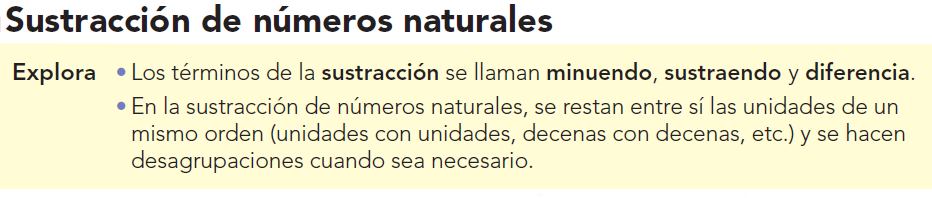 Sustracción de números naturales
Explora • Los términos de la sustracción se llaman minuendo, sustraendo y diferencia.
• En la sustracción de números naturales, se restan entre sí las unidades de un
mismo orden (unidades con unidades, decenas con decenas, etc.) y se hacen
desagrupaciones cuando sea necesario.